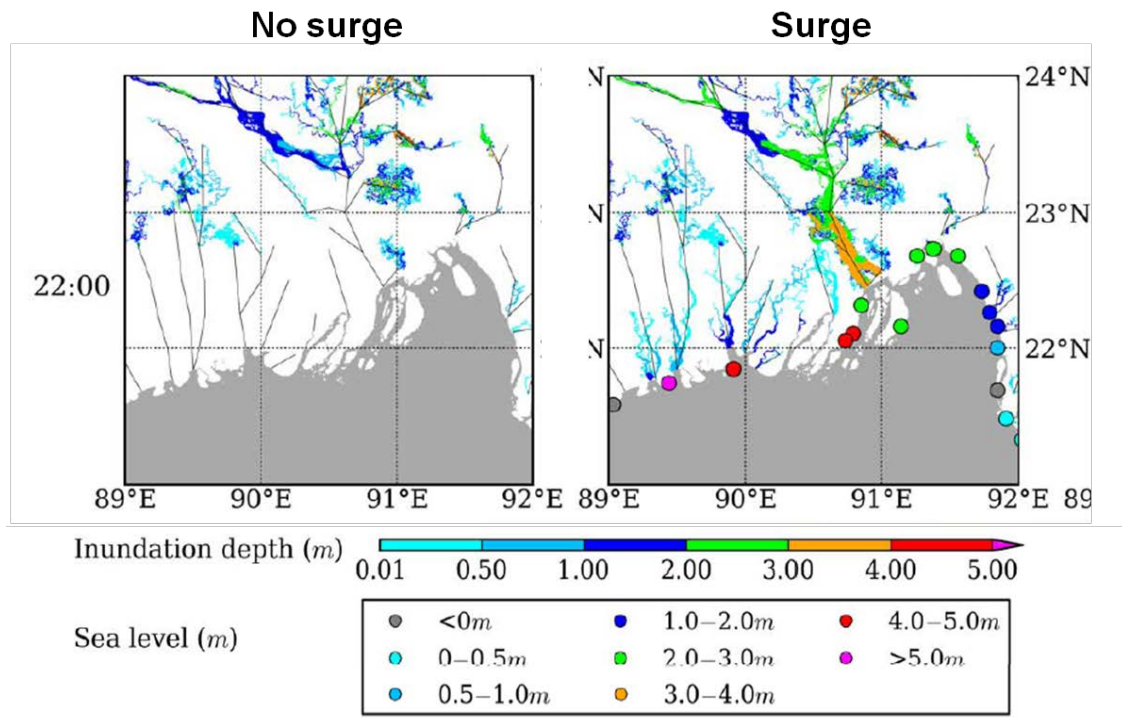 No surge Surge
N 24°N
N 23°N
22:00
N 22°N
89°E 90°E 91°E 92°E 89°E 90°E 91°E 92°E 89
Inundation depth (m)
0.01 0.50 1.00 2.00 3.00 4.00 5.00
Sea level (m)
<0m 1.0−2.0m 4.0−5.0m
0−0.5m 2.0−3.0m >5.0m
0.5−1.0m 3.0−4.0m